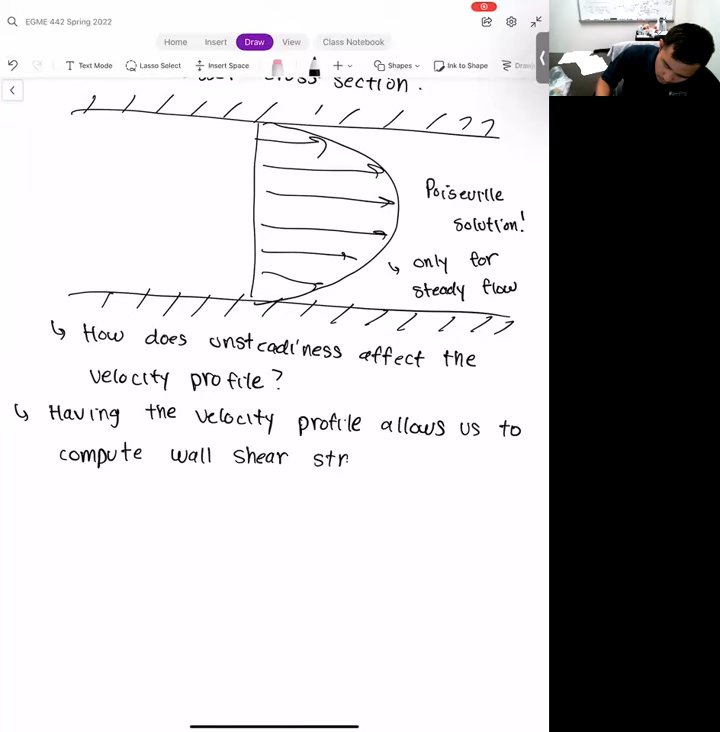 EGME 442 Spring 2022
Home Insert Draw View Class Notebook
Text Mode Lasso Select Insert Space Shapes Ink to Shape
section.
Poiseuille
solution!
↳ only for
steady flow
↳ How does unsteadiness affect the
velocity profile?
↳ Having the velocity profile allows us to
compute wall shear str